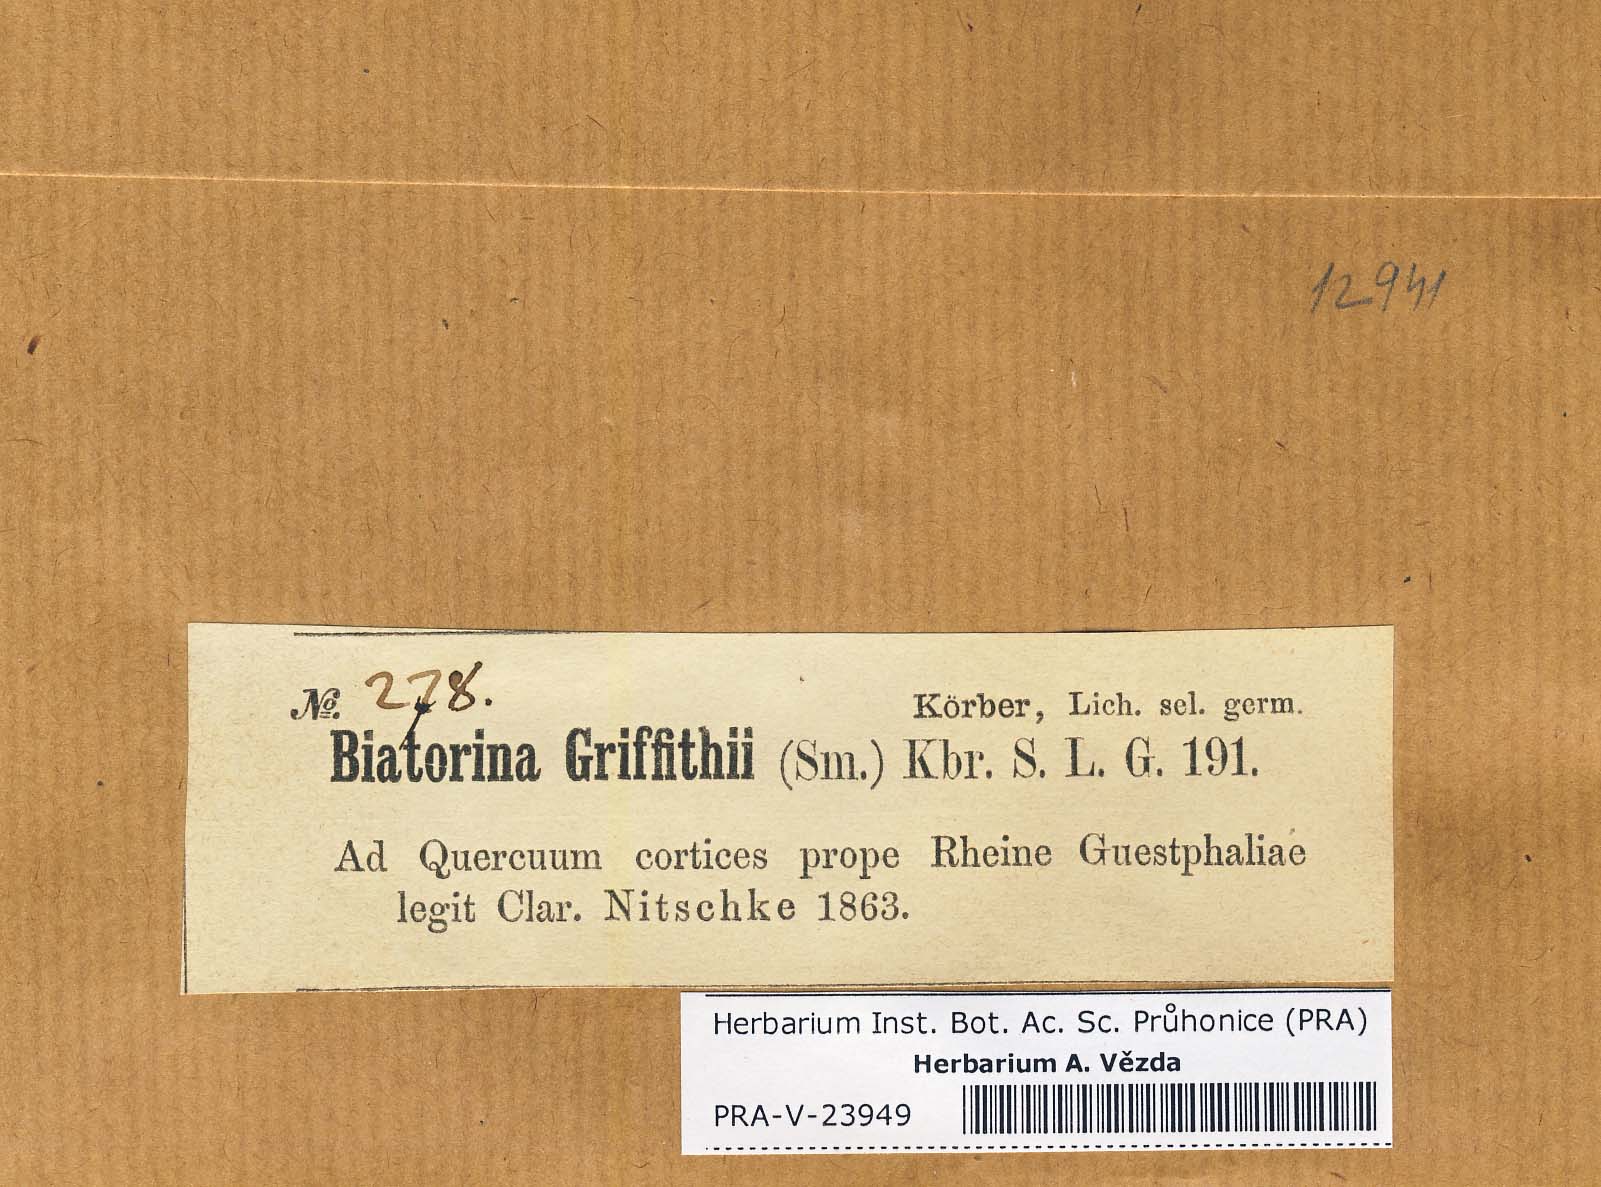 12941
№. 278.
Körber, Lich. sel. germ.
Biatorina Griffithii (Sm.) Kbr. S. L. G. 191.
Ad Quercuum cortices prope Rheine Guestphaliae
legit Clar. Nitschke 1863.
Herbarium Inst. Bot. Ac. Sc. Průhonice (PRA)
Herbarium A. Vězda
PRA-V-23949